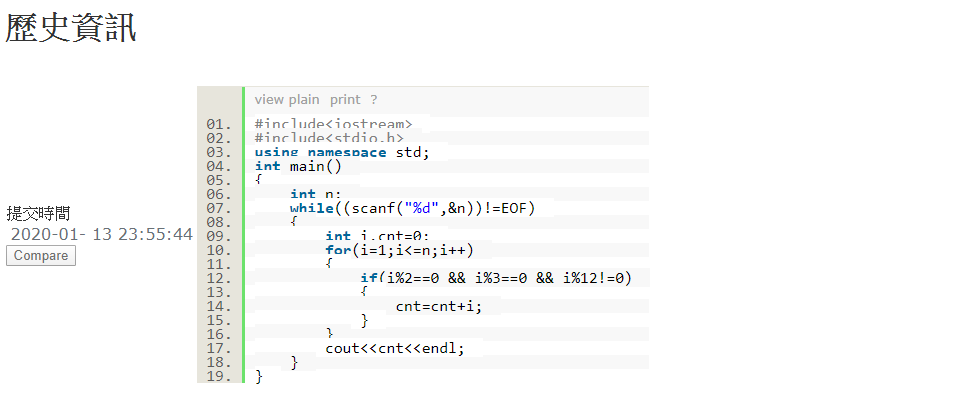 歷史資訊
view plain print ?
01. #include<iostream>
02. #include<stdio.h>
03. using namespace std;
04. int main()
05. {
06. int n;
07. while((scanf("%d",&n))!=EOF)
08. {
09. int i,cnt=0;
10. for(i=1;i<=n;i++)
11. {
12. if(i%2==0 && i%3==0 && i%12!=0)
13. {
14. cnt=cnt+i;
15. }
16. }
17. cout<<cnt<<endl;
18. }
19. }
提交時間
2020-01- 13 23:55:44
Compare